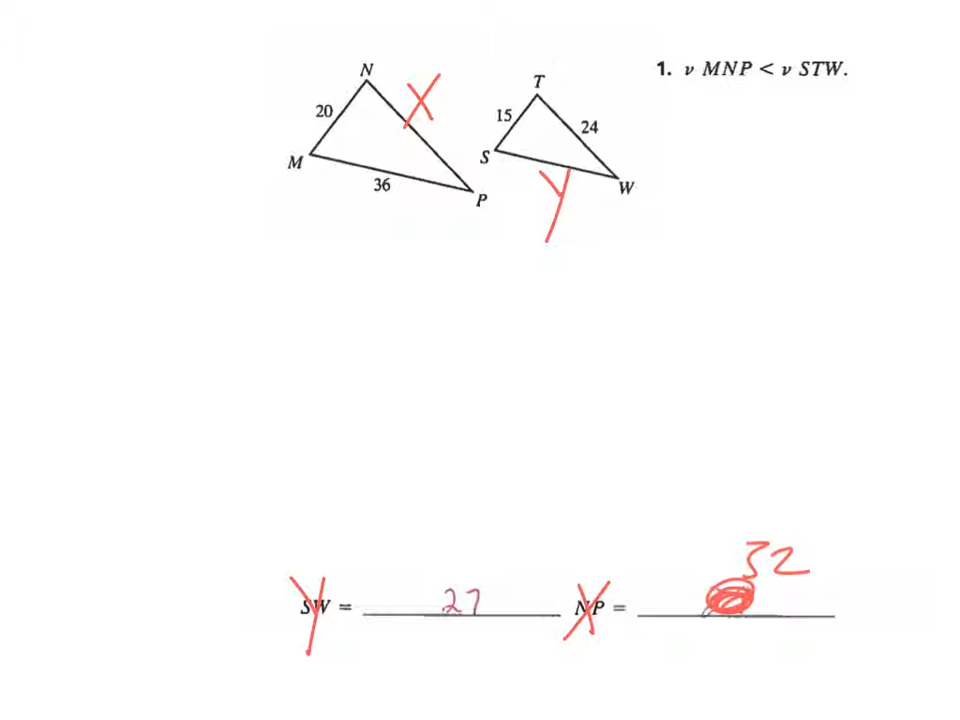 1. ν MNP < ν STW.
N
X
20
M
36
P
T
15
24
S
y
W
SW = 27 NP = 32
y X